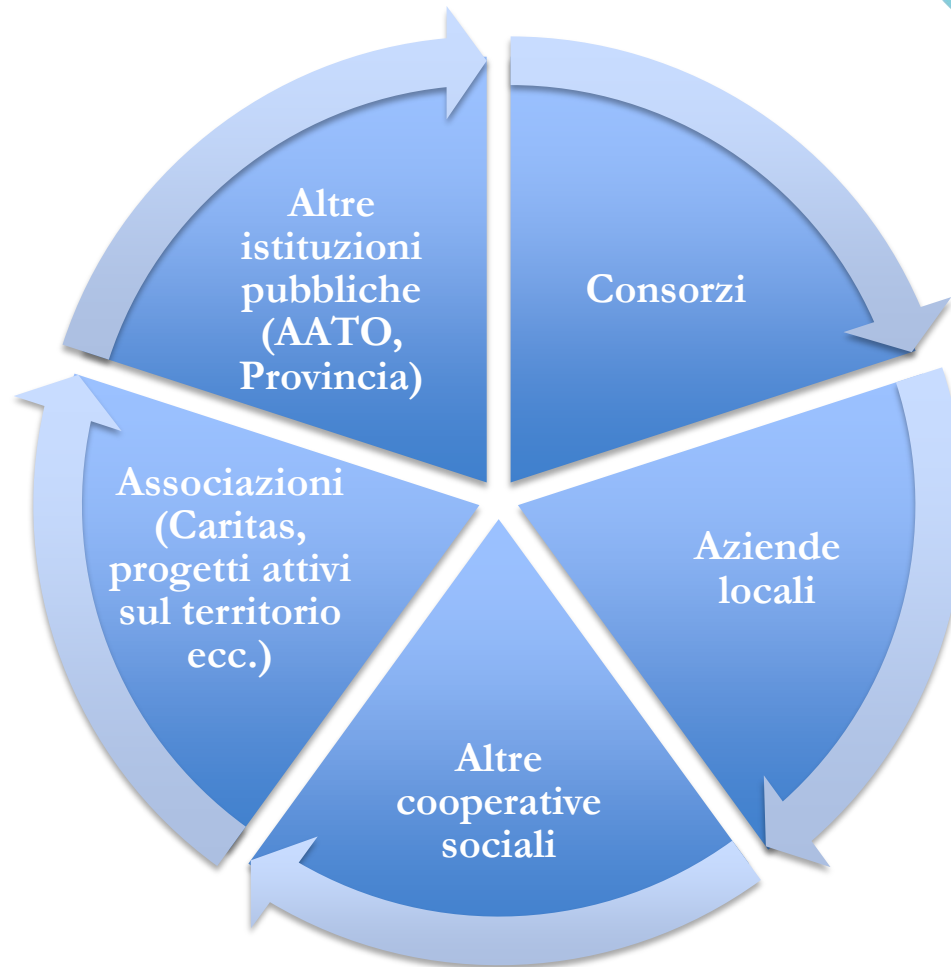 Altre
istituzioni
pubbliche
(AATO,
Provincia)
Consorzi
Aziende
locali
Altre
cooperative
sociali
Associazioni
(Caritas,
progetti attivi
sul territorio
ecc.)